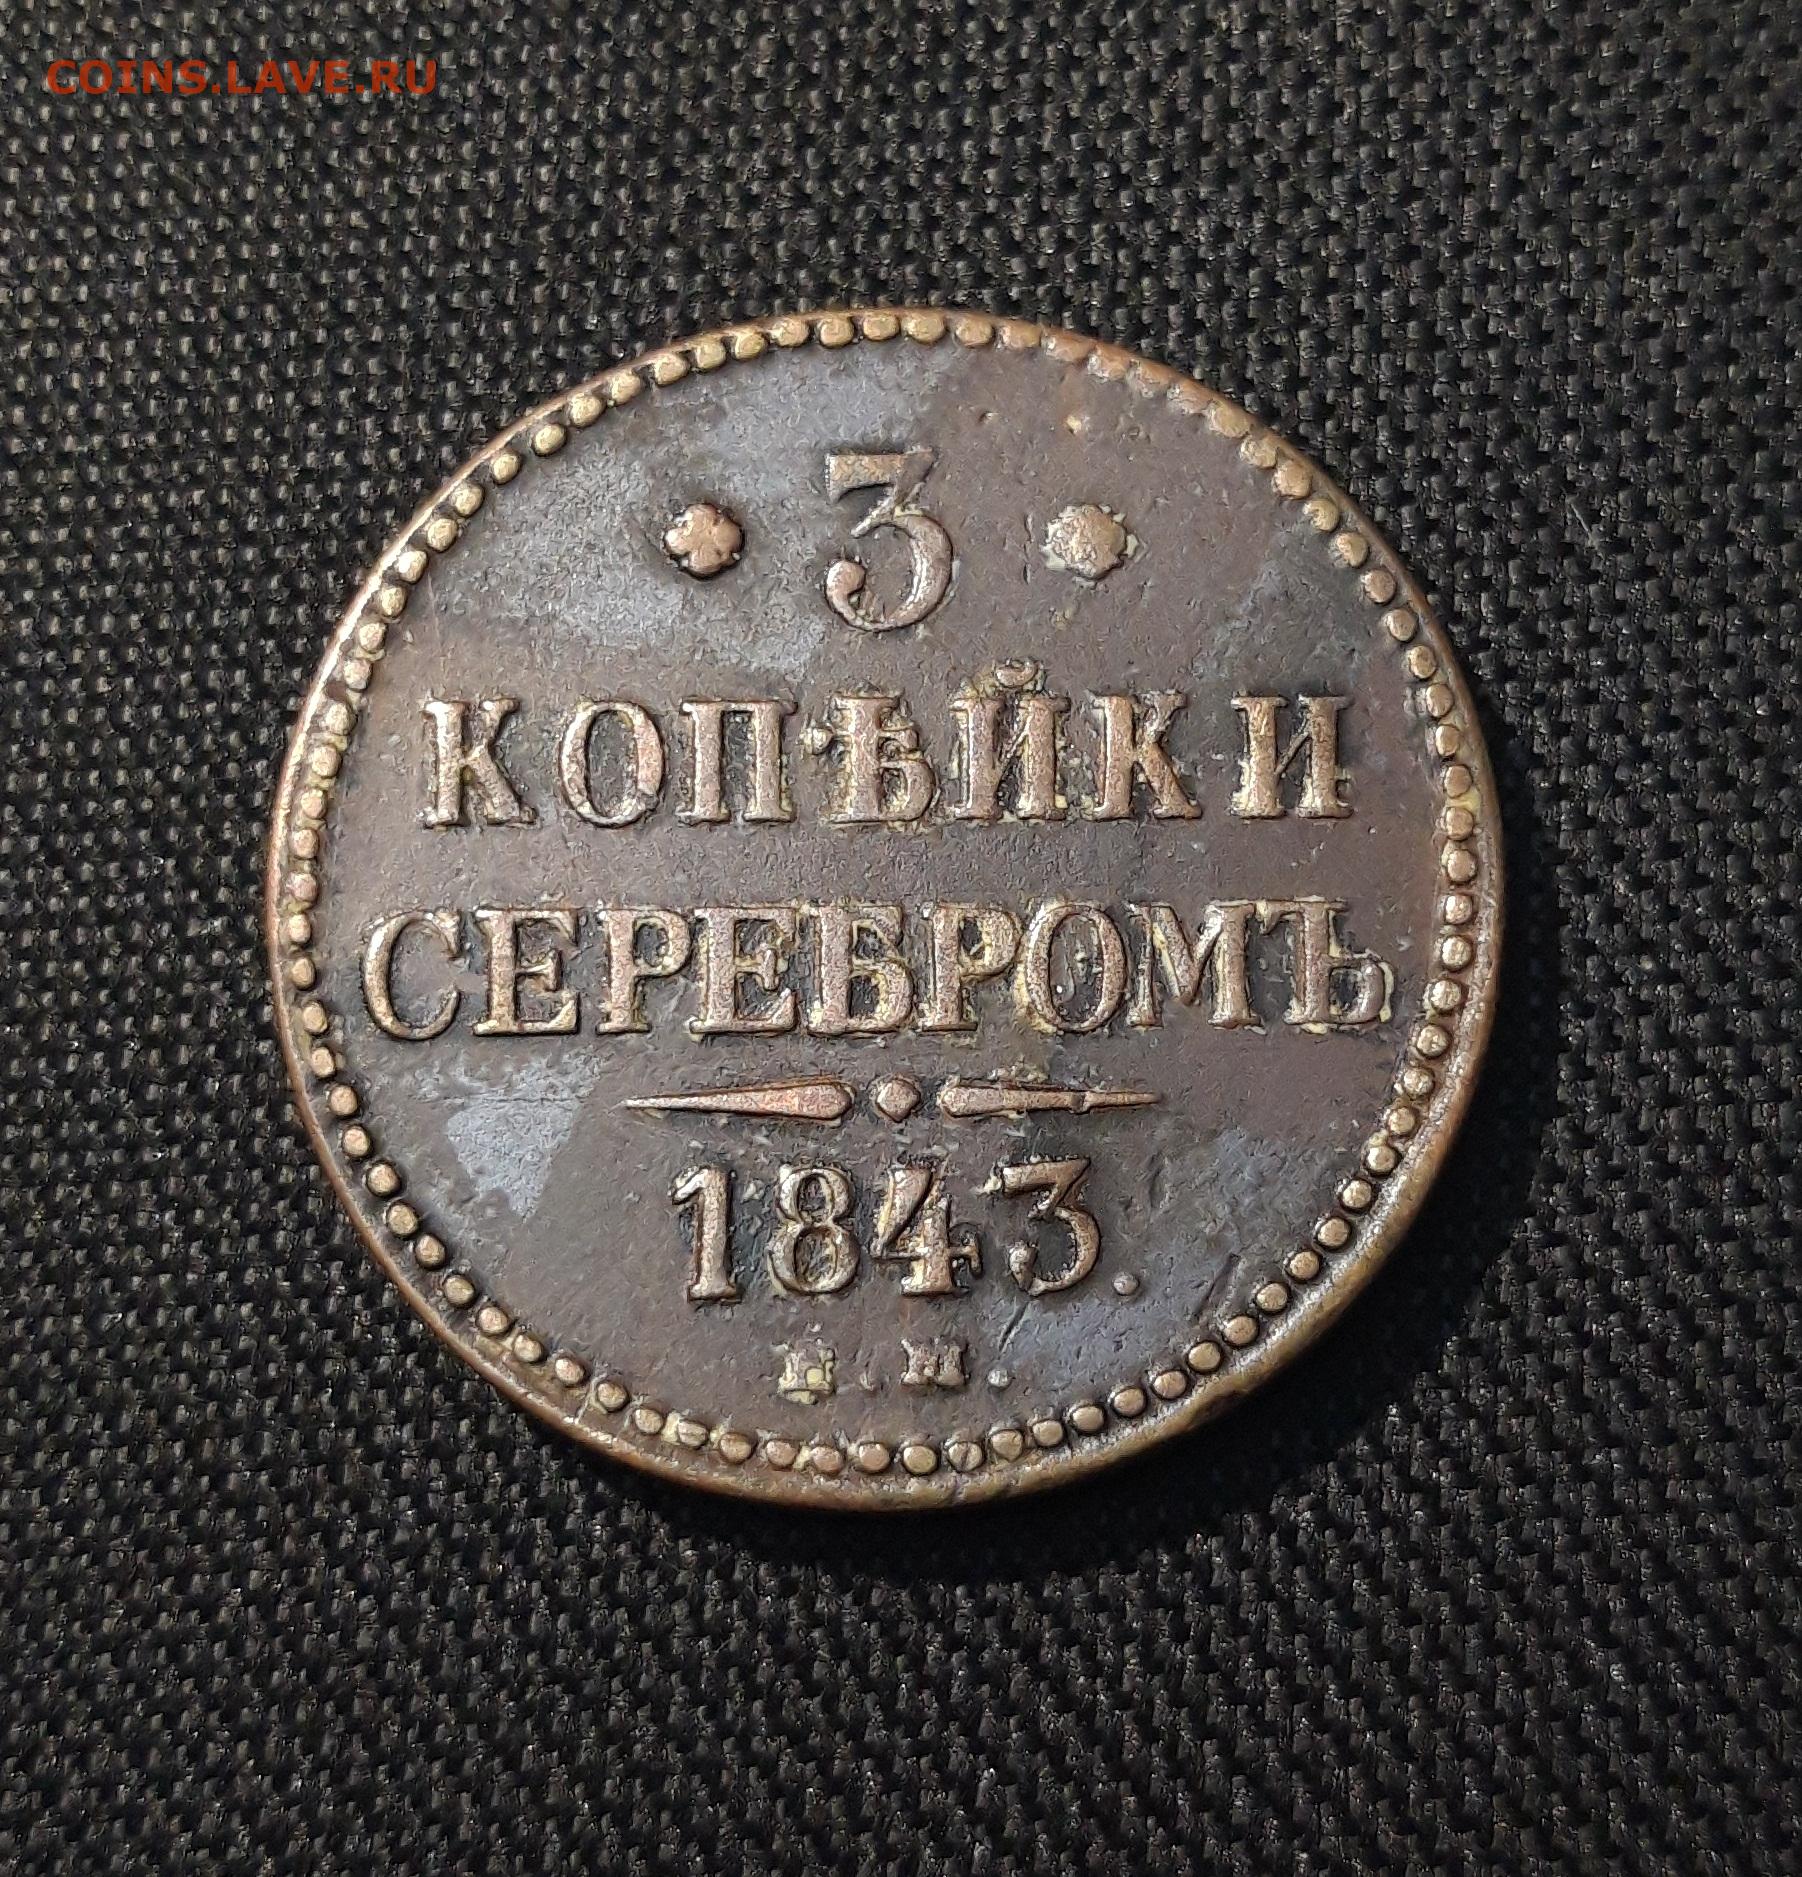 COINS.LAVE.RU
3
КОПѢЙКИ
СЕРЕБРОМЪ
1843.
Е. М.